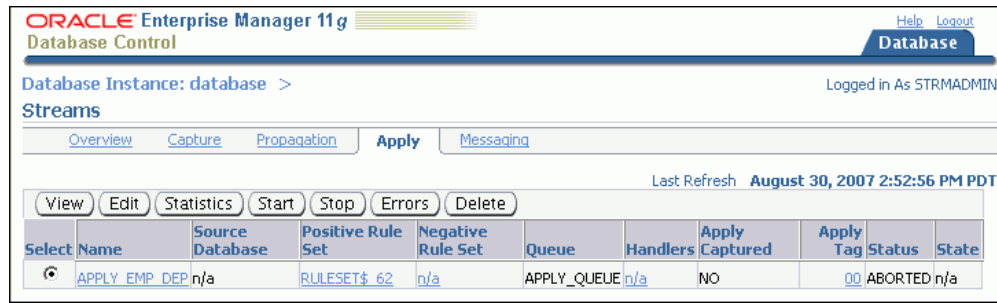 ORACLE Enterprise Manager 11g
Database Control
Help Logout
Database
Database Instance: database >
Logged in As STRMADMIN
Streams
Overview Capture Propagation Apply Messaging
Last Refresh August 30, 2007 2:52:56 PM PDT
View Edit Statistics Start Stop Errors Delete
Select Name Source Database Positive Rule Set Negative Rule Set Queue Handlers Apply Captured Apply Tag Status State
APPLY_EMP_DEP n/a RULESET$_62 n/a APPLY_QUEUE n/a NO 00 ABORTED n/a